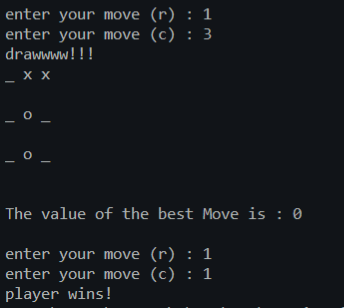 enter your move (r) : 1
enter your move (c) : 3
drawwww!!!
_ x x
_ o _
_ o _
The value of the best Move is : 0
enter your move (r) : 1
enter your move (c) : 1
player wins!